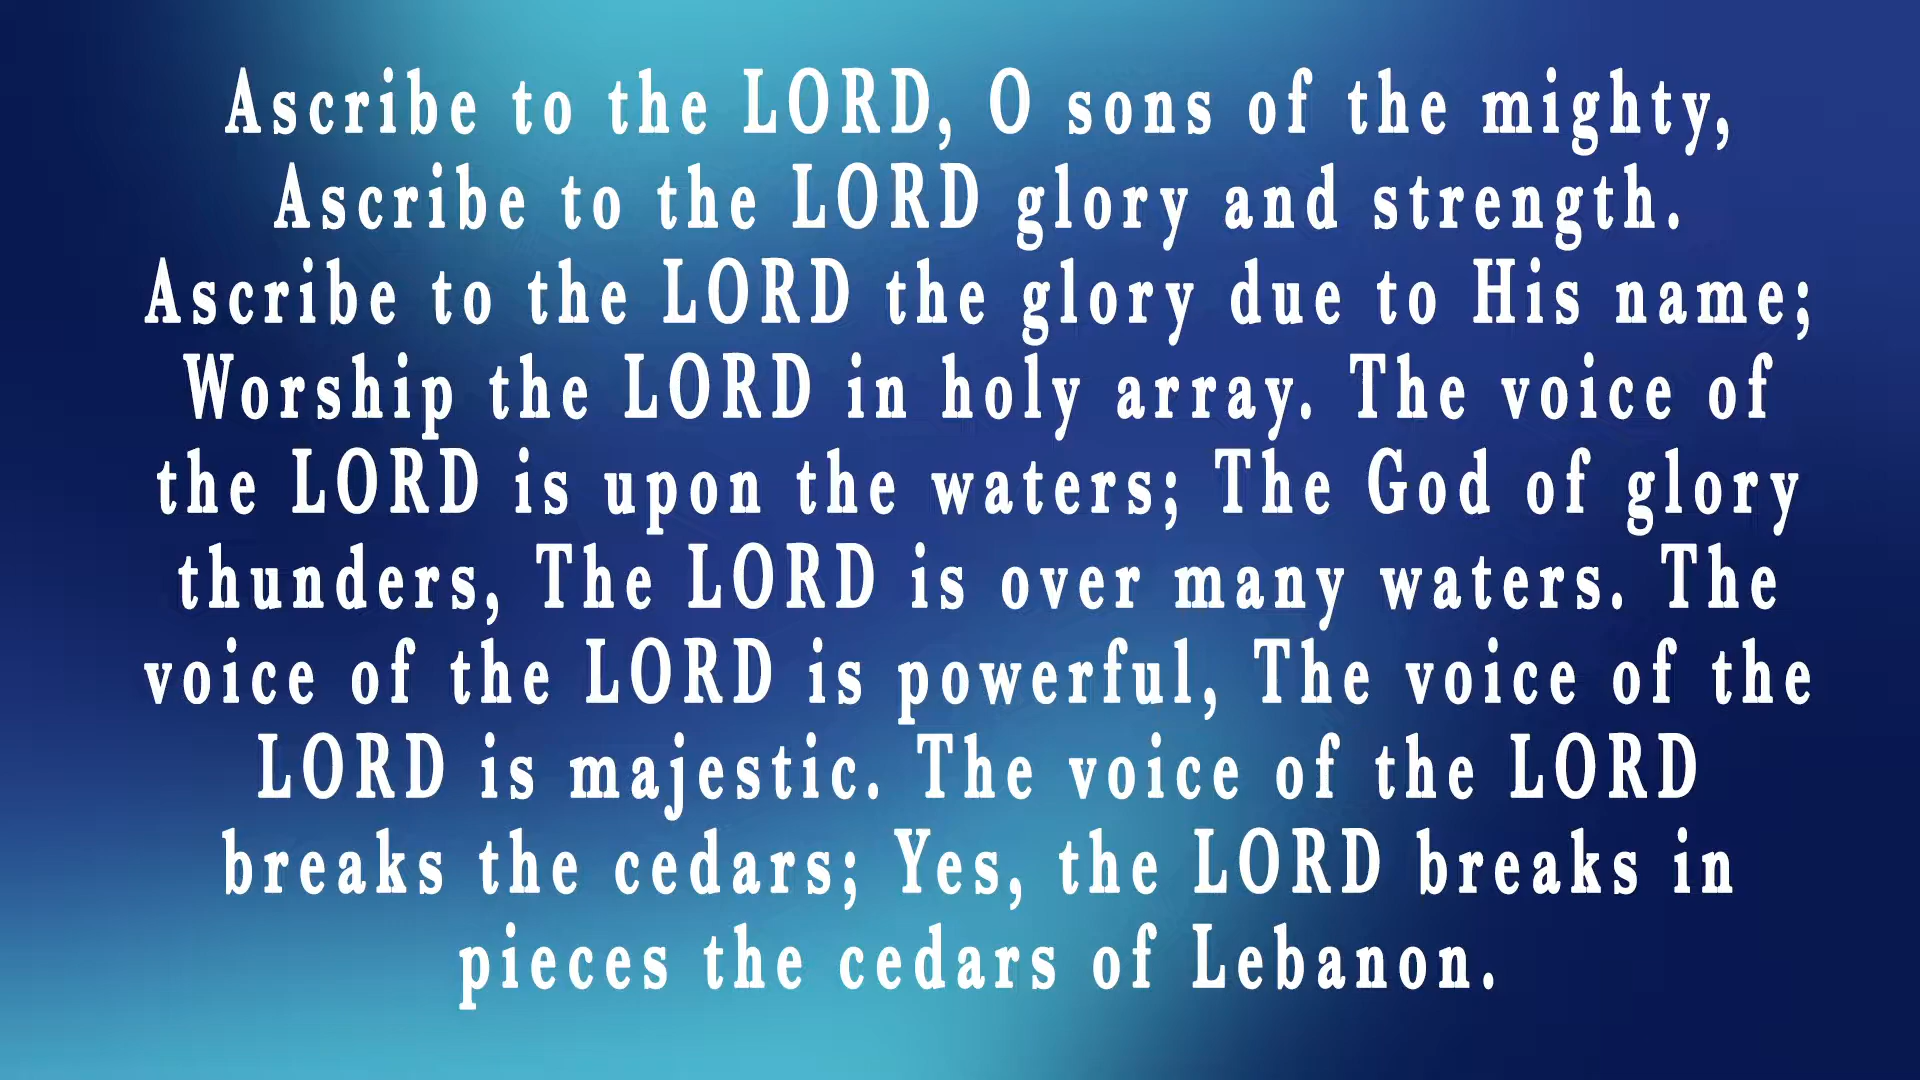 Ascribe to the LORD, O sons of the mighty,
Ascribe to the LORD glory and strength.
Ascribe to the LORD the glory due to His name;
Worship the LORD in holy array. The voice of
the LORD is upon the waters; The God of glory
thunders, The LORD is over many waters. The
voice of the LORD is powerful, The voice of the
LORD is majestic. The voice of the LORD
breaks the cedars; Yes, the LORD breaks in
pieces the cedars of Lebanon.